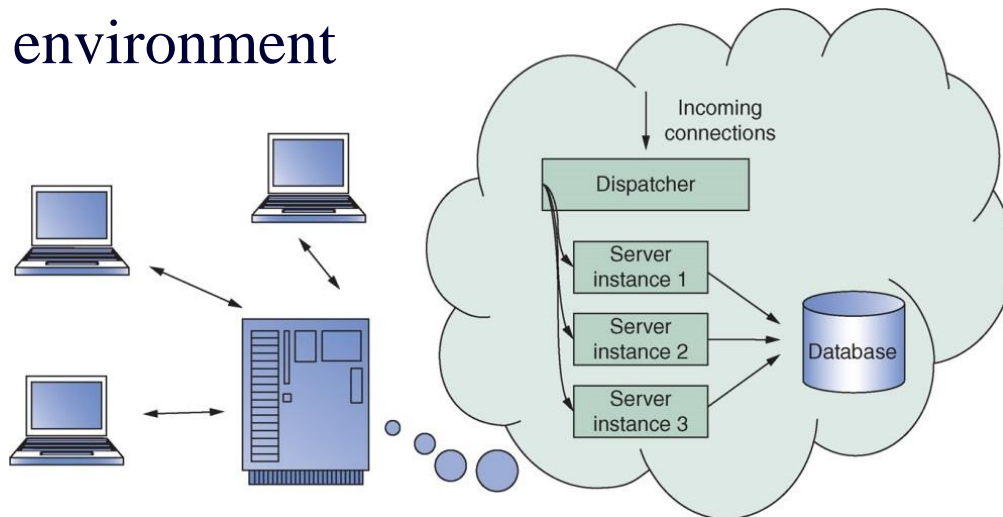 environment
Incoming
connections
Dispatcher
Server
instance 1
Server
instance 2
Server
instance 3
Database